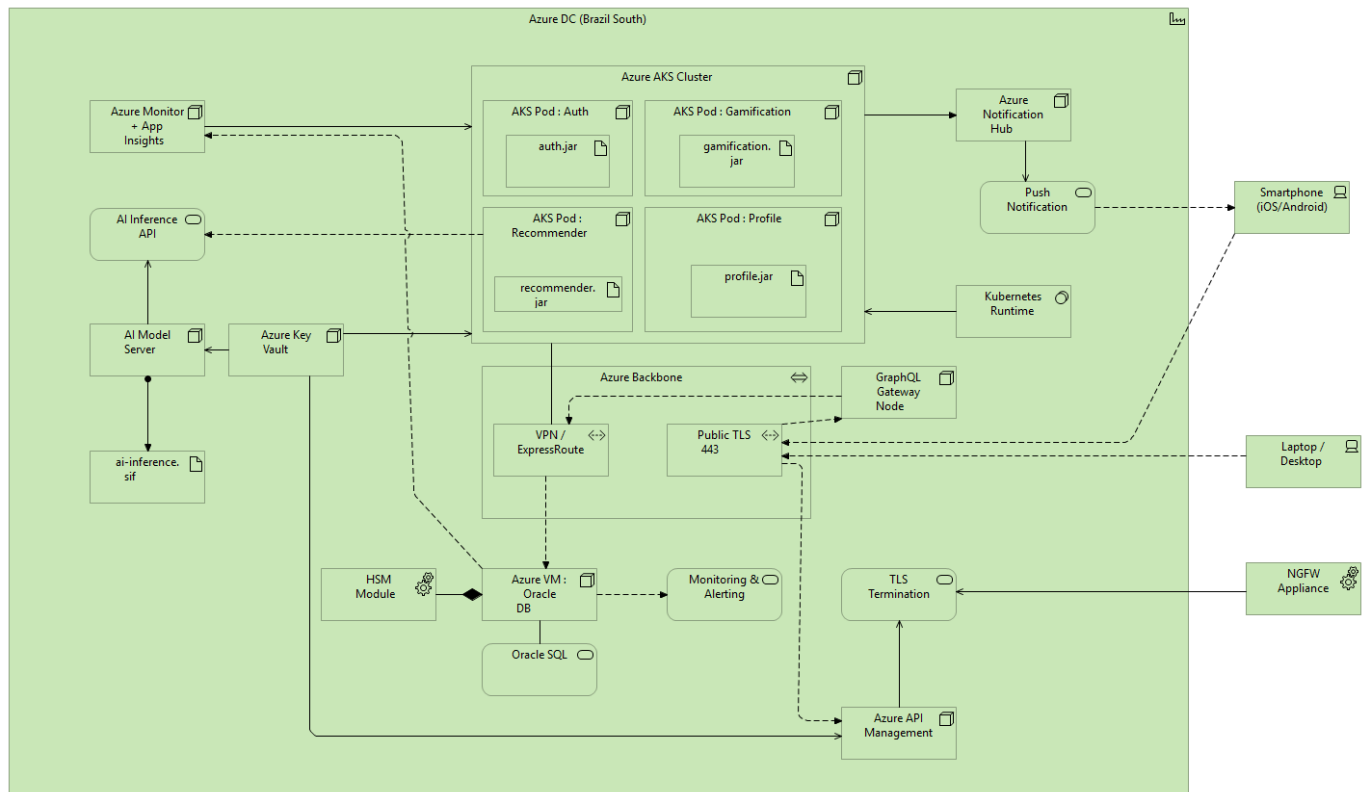 Azure DC (Brazil South)
Azure AKS Cluster
Azure Monitor
+ App
Insights
AKS Pod : Auth
auth.jar
AKS Pod : Gamification
gamification.
jar
Azure
Notification
Hub
Push
Notification
Smartphone
(iOS/Android)
AI Inference
API
AKS Pod :
Recommender
recommender.
jar
AKS Pod : Profile
profile.jar
Kubernetes
Runtime
AI Model
Server
Azure Key
Vault
Azure Backbone
GraphQL
Gateway
Node
VPN /
ExpressRoute
Public TLS
443
Laptop /
Desktop
ai-inference.
sif
HSM
Module
Azure VM :
Oracle
DB
Monitoring &
Alerting
TLS
Termination
NGFW
Appliance
Oracle SQL
Azure API
Management